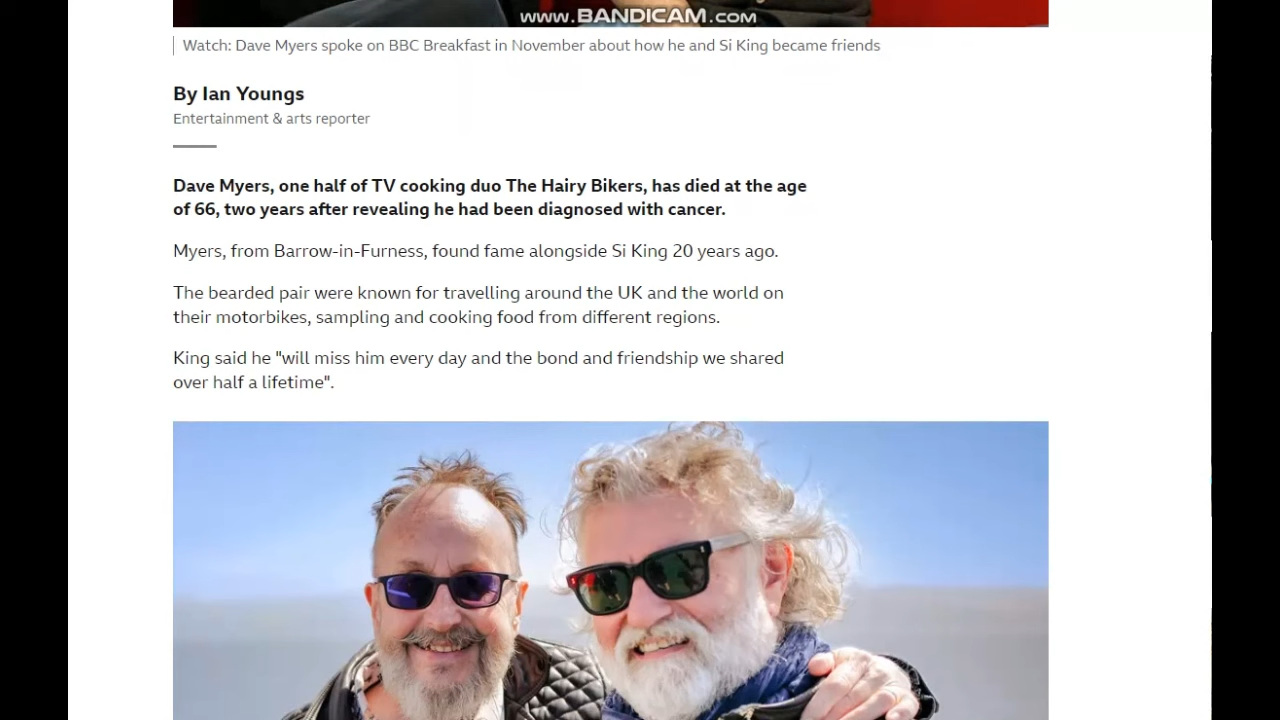 www.BANDICAM.com
Watch: Dave Myers spoke on BBC Breakfast in November about how he and Si King became friends
By Ian Youngs
Entertainment & arts reporter
Dave Myers, one half of TV cooking duo The Hairy Bikers, has died at the age
of 66, two years after revealing he had been diagnosed with cancer.
Myers, from Barrow-in-Furness, found fame alongside Si King 20 years ago.
The bearded pair were known for travelling around the UK and the world on
their motorbikes, sampling and cooking food from different regions.
King said he "will miss him every day and the bond and friendship we shared
over half a lifetime".